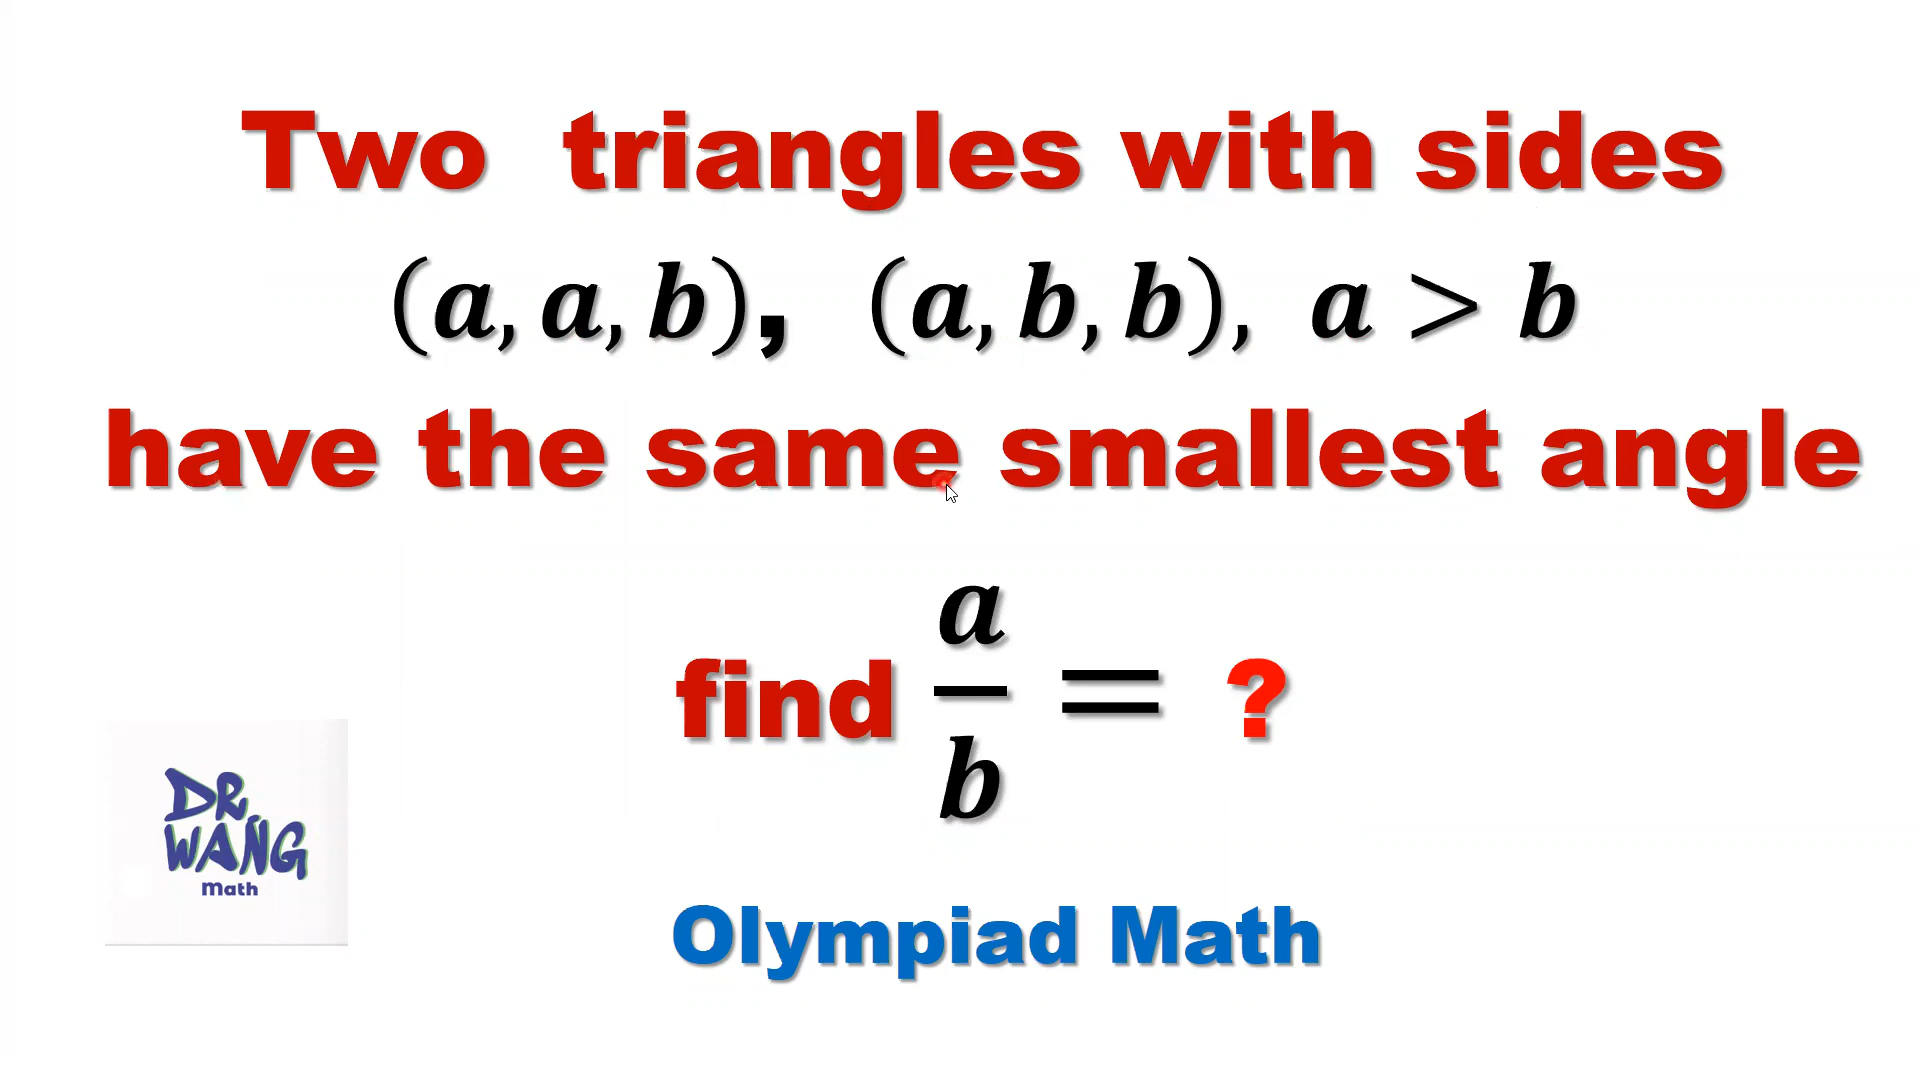 Two triangles with sides
(a, a, b), (a, b, b), a > b
have the same smallest angle
find a/b = ?
DR
WANG
Math
Olympiad Math